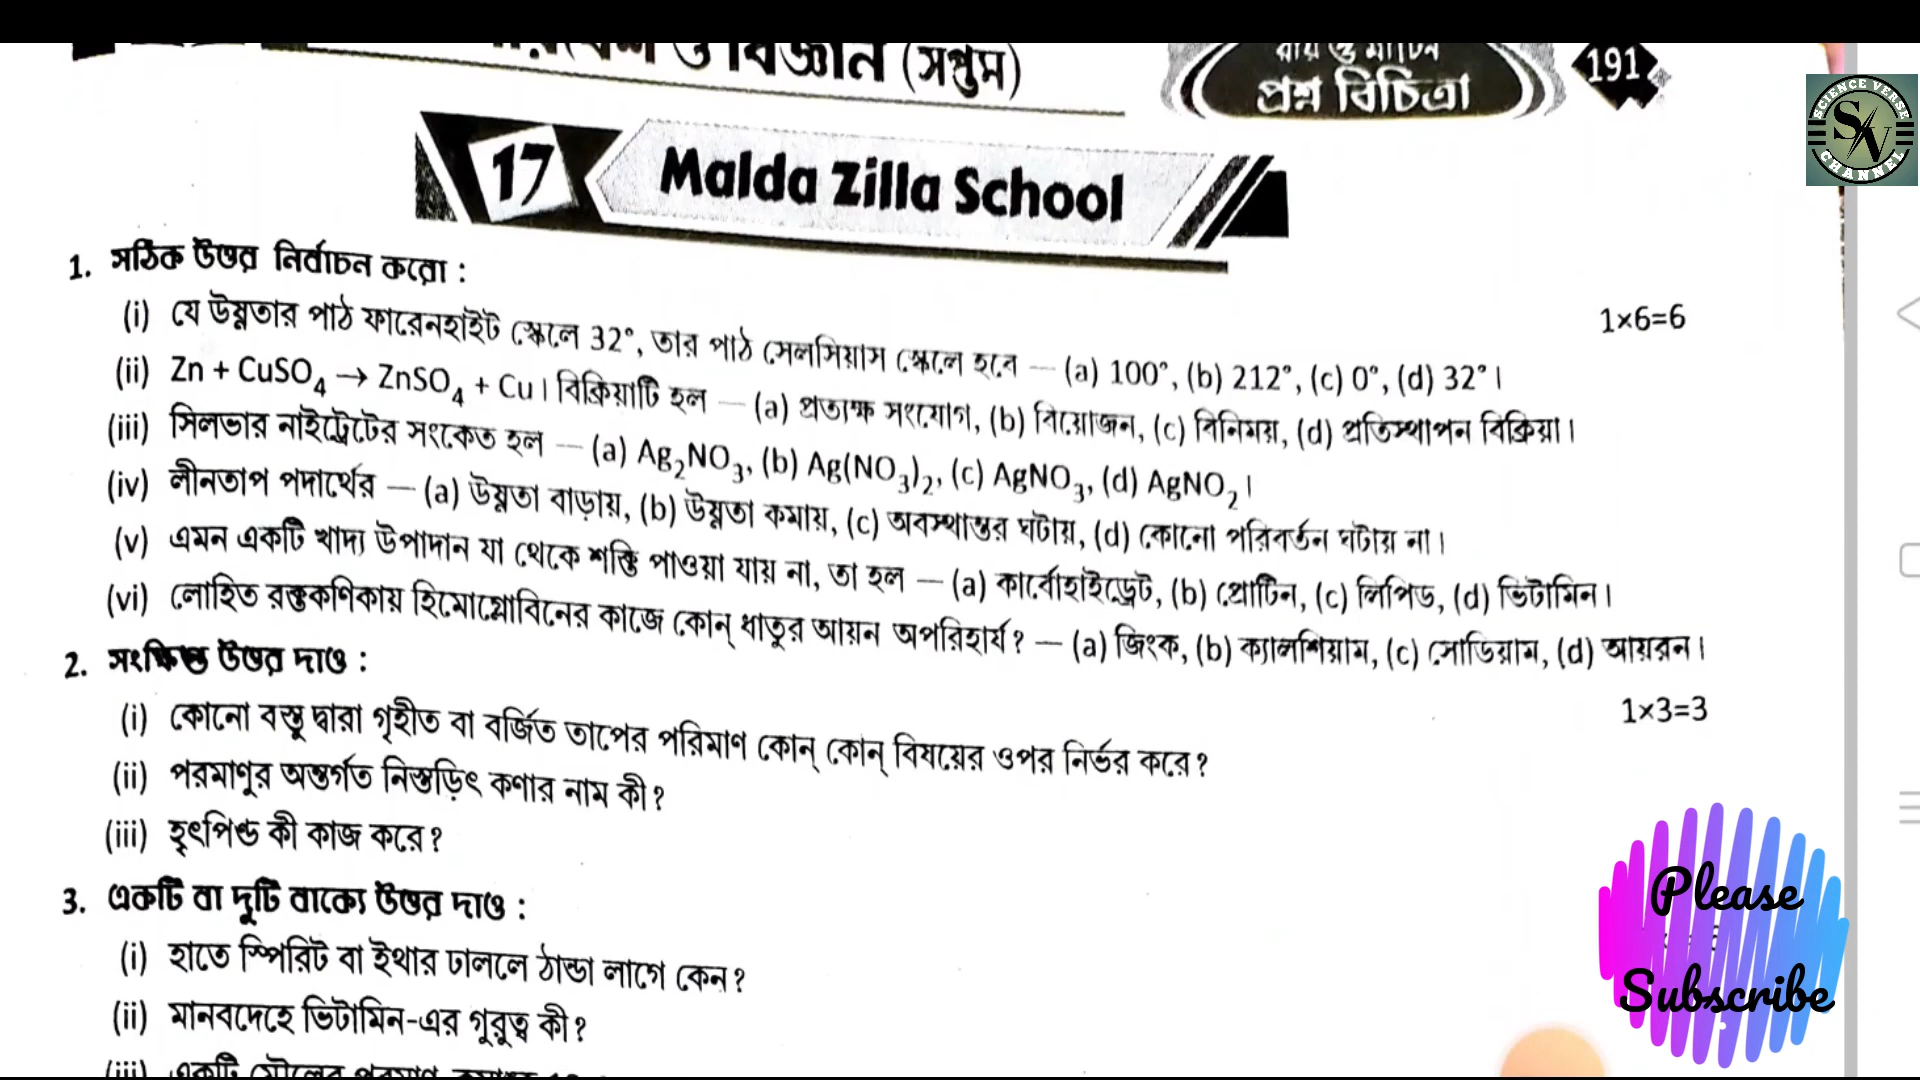 ও বিজ্ঞান (সপ্তম)
রায় ও মার্টিন
প্রশ্ন বিচিত্রা
191
SCIENCE VERSE
SV
CHANNEL
17 Malda Zilla School
1. সঠিক উত্তর নির্বাচন করো : 1×6=6
(i) যে উষ্ণতার পাঠ ফারেনহাইট স্কেলে 32°, তার পাঠ সেলসিয়াস স্কেলে হবে — (a) 100°, (b) 212°, (c) 0°, (d) 32°।
(ii) Zn + CuSO₄ → ZnSO₄ + Cu। বিক্রিয়াটি হল — (a) প্রত্যক্ষ সংযোগ, (b) বিয়োজন, (c) বিনিময়, (d) প্রতিস্থাপন বিক্রিয়া।
(iii) সিলভার নাইট্রেটের সংকেত হল — (a) Ag₂NO₃, (b) Ag(NO₃)₂, (c) AgNO₃, (d) AgNO₂।
(iv) লীনতাপ পদার্থের — (a) উষ্ণতা বাড়ায়, (b) উষ্ণতা কমায়, (c) অবস্থান্তর ঘটায়, (d) কোনো পরিবর্তন ঘটায় না।
(v) এমন একটি খাদ্য উপাদান যা থেকে শক্তি পাওয়া যায় না, তা হল — (a) কার্বোহাইড্রেট, (b) প্রোটিন, (c) লিপিড, (d) ভিটামিন।
(vi) লোহিত রক্তকণিকায় হিমোগ্লোবিনের কাজে কোন্ ধাতুর আয়ন অপরিহার্য? — (a) জিংক, (b) ক্যালশিয়াম, (c) সোডিয়াম, (d) আয়রন।
2. সংক্ষিপ্ত উত্তর দাও : 1×3=3
(i) কোনো বস্তু দ্বারা গৃহীত বা বর্জিত তাপের পরিমাণ কোন্ কোন্ বিষয়ের ওপর নির্ভর করে?
(ii) পরমাণুর অন্তর্গত নিস্তড়িৎ কণার নাম কী?
(iii) হৃৎপিণ্ড কী কাজ করে?
3. একটি বা দুটি বাক্যে উত্তর দাও :
(i) হাতে স্পিরিট বা ইথার ঢাললে ঠান্ডা লাগে কেন?
(ii) মানবদেহে ভিটামিন-এর গুরুত্ব কী?
(iii) একটি মৌলের
Please
Subscribe